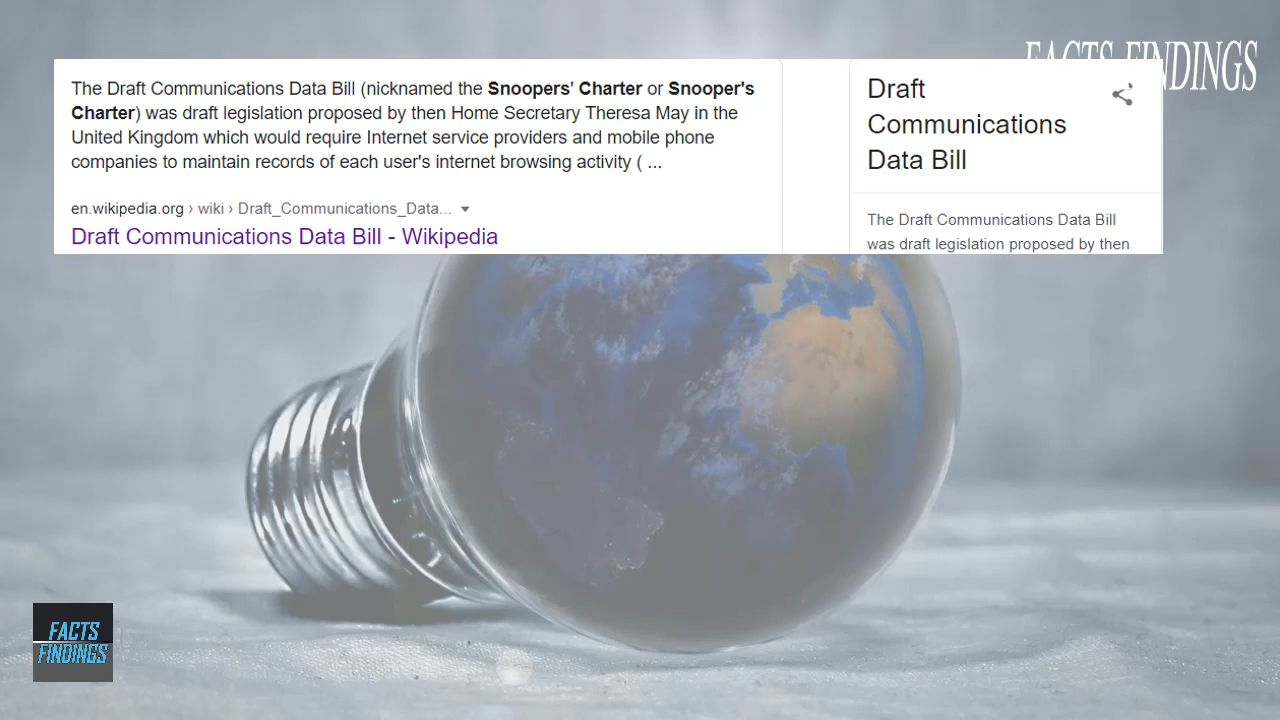 FACTS FINDINGS
The Draft Communications Data Bill (nicknamed the Snoopers' Charter or Snooper's
Charter) was draft legislation proposed by then Home Secretary Theresa May in the
United Kingdom which would require Internet service providers and mobile phone
companies to maintain records of each user's internet browsing activity ( ...
en.wikipedia.org › wiki › Draft_Communications_Data...
Draft Communications Data Bill - Wikipedia
Draft
Communications
Data Bill
The Draft Communications Data Bill
was draft legislation proposed by then
FACTS
FINDINGS